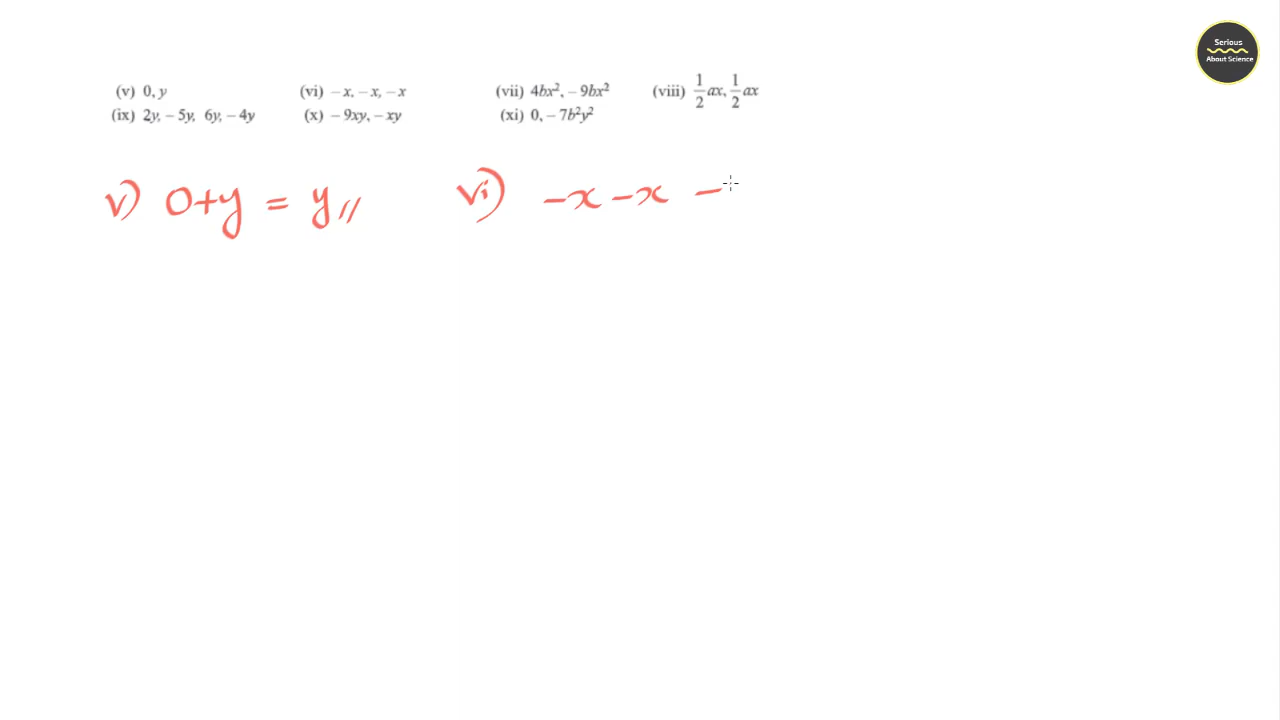 Serious
About Science
(v) 0, y (vi) – x, – x, – x (vii) 4bx², – 9bx² (viii) 1/2 ax, 1/2 ax
(ix) 2y, – 5y, 6y, – 4y (x) – 9xy, – xy (xi) 0, – 7b²y²
v) 0+y = y // vi) -x -x -